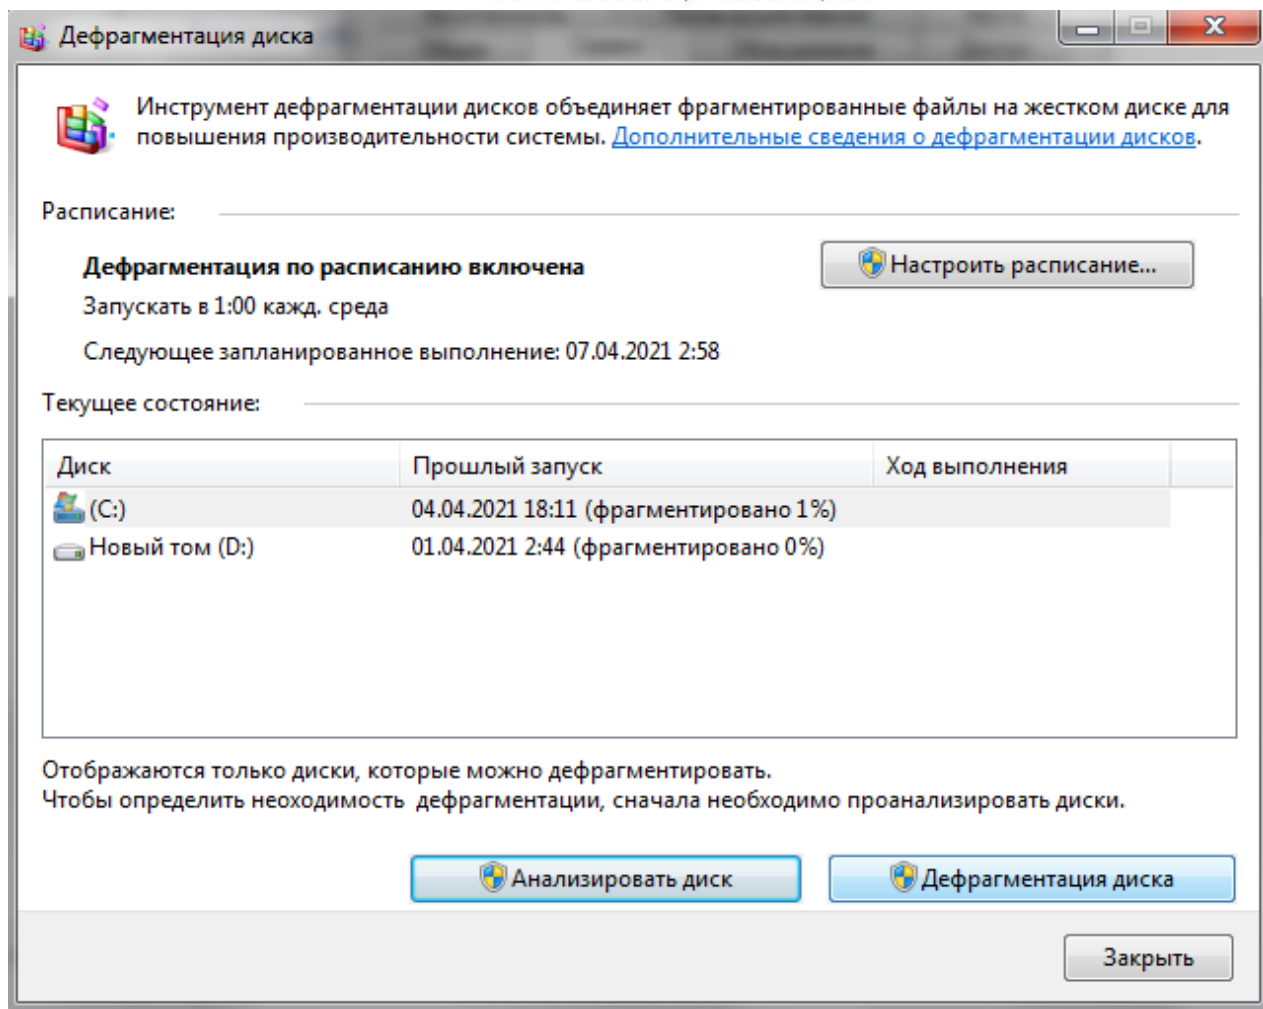 Дефрагментация диска
Инструмент дефрагментации дисков объединяет фрагментированные файлы на жестком диске для
повышения производительности системы. Дополнительные сведения о дефрагментации дисков.
Расписание:
Дефрагментация по расписанию включена
Настроить расписание...
Запускать в 1:00 кажд. среда
Следующее запланированное выполнение: 07.04.2021 2:58
Текущее состояние:
Диск Прошлый запуск Ход выполнения
(C:) 04.04.2021 18:11 (фрагментировано 1%)
Новый том (D:) 01.04.2021 2:44 (фрагментировано 0%)
Отображаются только диски, которые можно дефрагментировать.
Чтобы определить неоходимость дефрагментации, сначала необходимо проанализировать диски.
Анализировать диск Дефрагментация диска
Закрыть